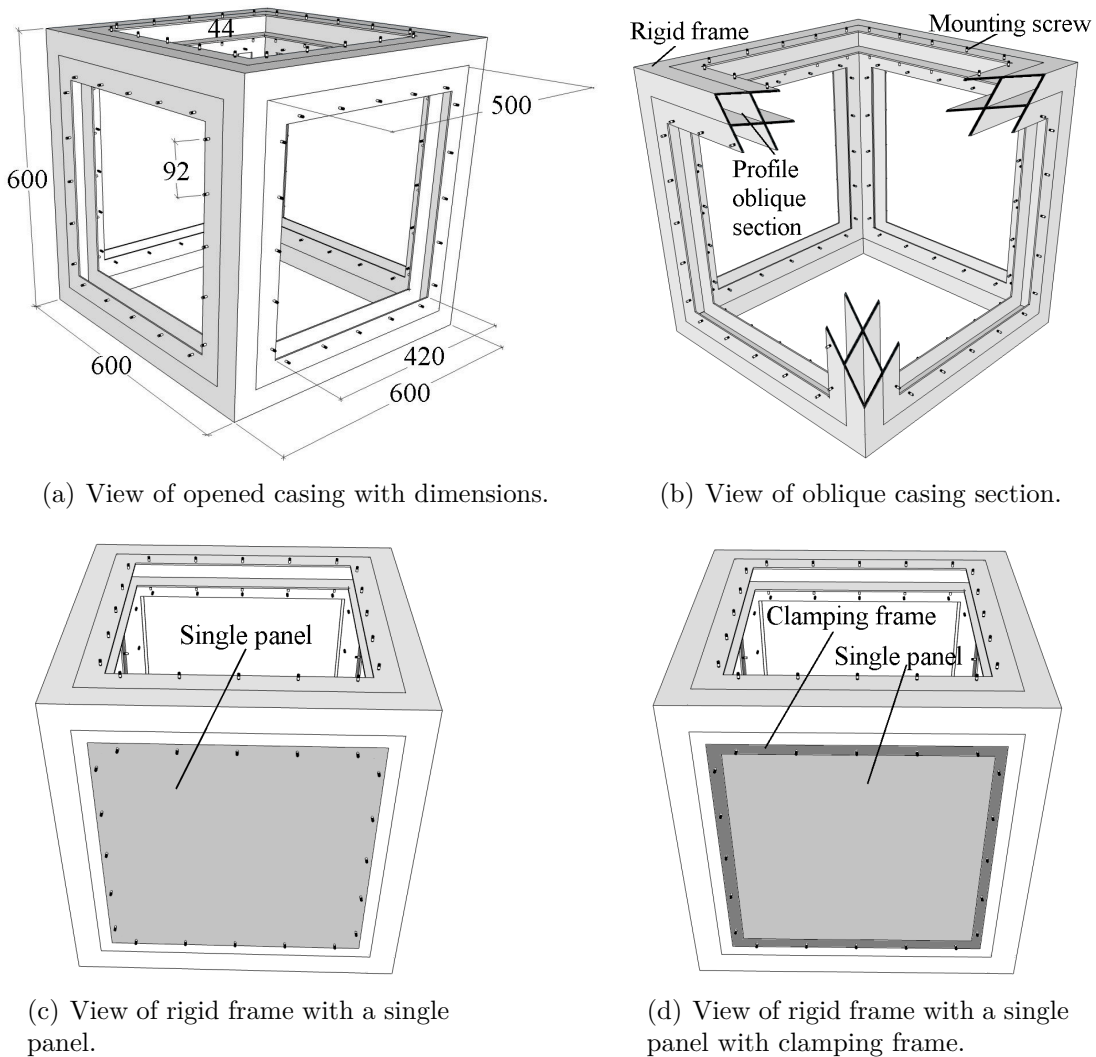 44
500
600
92
420
600
600
Rigid frame
Mounting screw
Profile
oblique
section
(a) View of opened casing with dimensions.
(b) View of oblique casing section.
Single panel
Clamping frame
Single panel
(c) View of rigid frame with a single
panel.
(d) View of rigid frame with a single
panel with clamping frame.